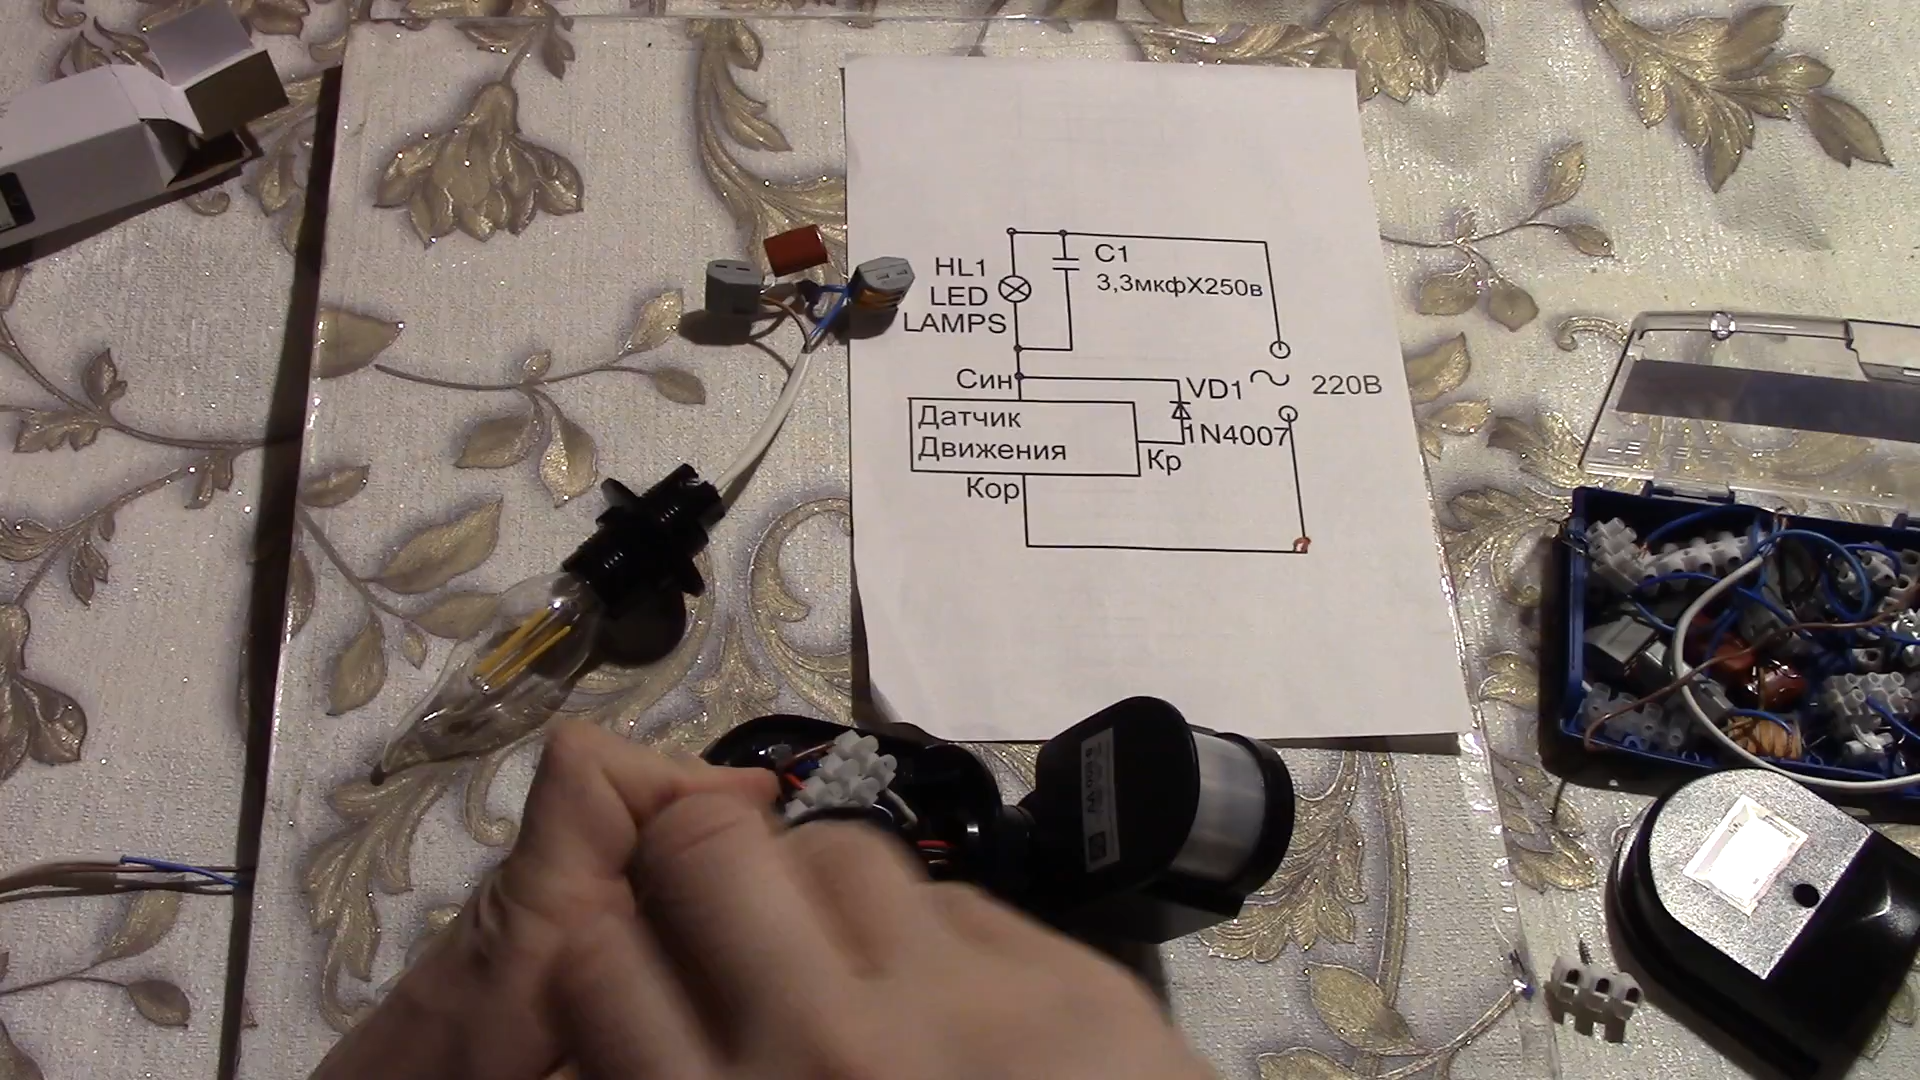 HL1
LED
LAMPS
C1
3,3мкфX250в
Син
VD1
220В
1N4007
Датчик
Движения
Кр
Кор